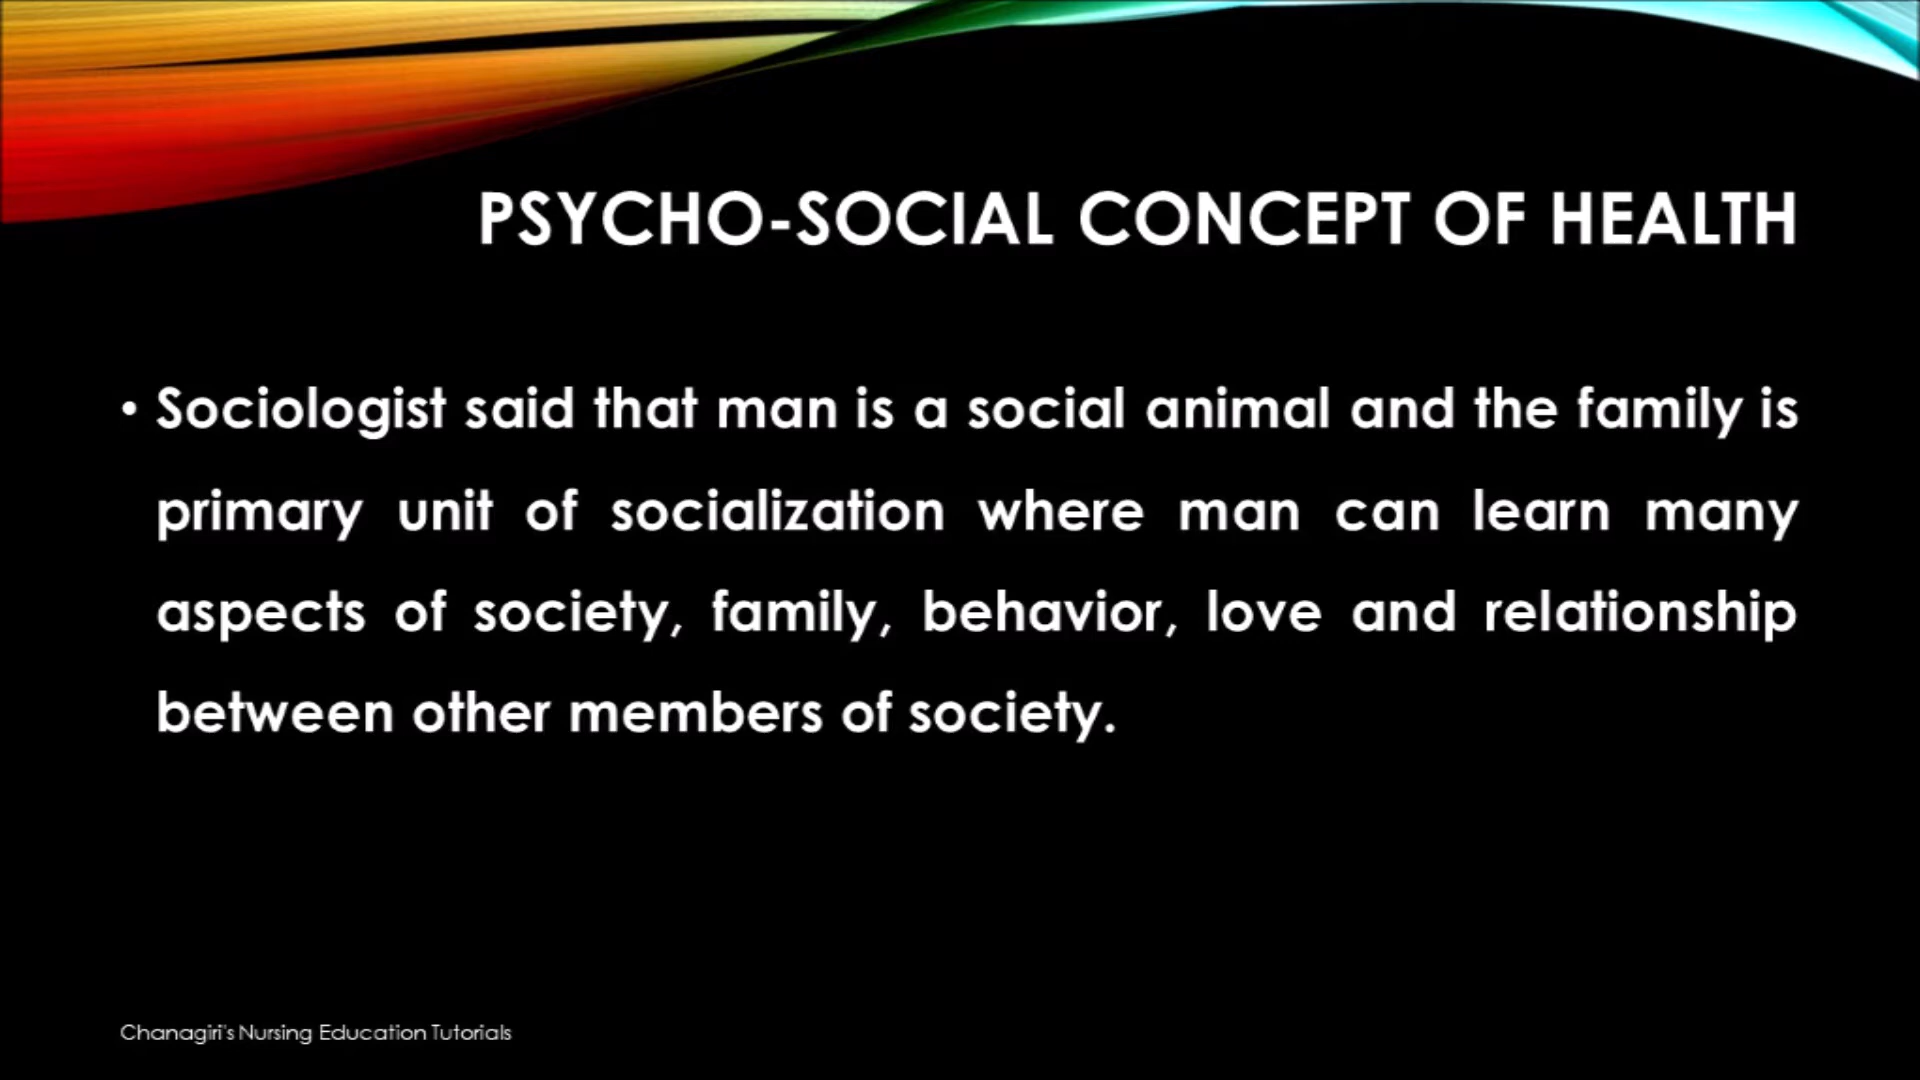 PSYCHO-SOCIAL CONCEPT OF HEALTH
• Sociologist said that man is a social animal and the family is
primary unit of socialization where man can learn many
aspects of society, family, behavior, love and relationship
between other members of society.
Chanagiri's Nursing Education Tutorials